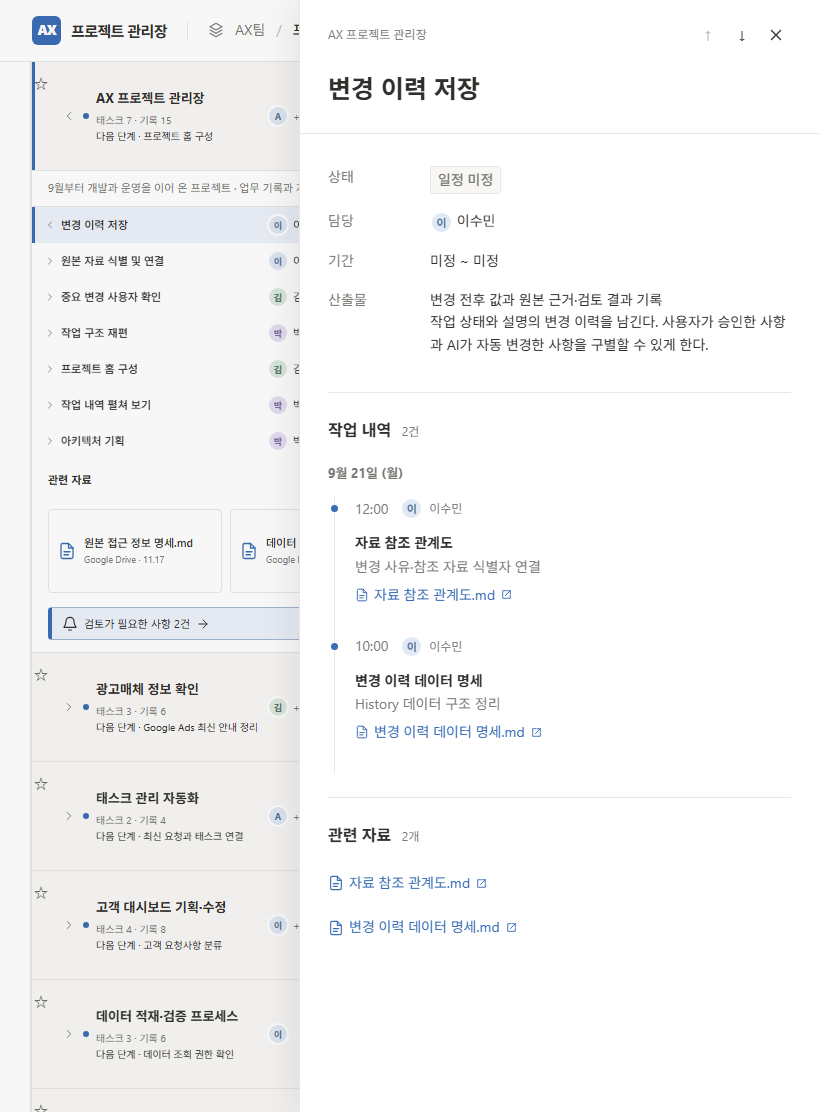 AX 프로젝트 관리장 AX팀 /
AX 프로젝트 관리장
태스크 7 · 기록 15
다음 단계 · 프로젝트 홈 구성
A +
9월부터 개발과 운영을 이어 온 프로젝트 · 업무 기록과
변경 이력 저장 이
원본 자료 식별 및 연결 이
중요 변경 사용자 확인 김
작업 구조 재편 박
프로젝트 홈 구성 김
작업 내역 펼쳐 보기 박
아키텍처 기획 박
관련 자료
원본 접근 정보 명세.md
Google Drive · 11.17
데이터
Google
검토가 필요한 사항 2건 →
광고매체 정보 확인
태스크 3 · 기록 6
다음 단계 · Google Ads 최신 안내 정리
김 +
태스크 관리 자동화
태스크 2 · 기록 4
다음 단계 · 최신 요청과 태스크 연결
A +
고객 대시보드 기획·수정
태스크 4 · 기록 8
다음 단계 · 고객 요청사항 분류
이 +
데이터 적재·검증 프로세스
태스크 3 · 기록 6
다음 단계 · 데이터 조회 권한 확인
이
AX 프로젝트 관리장 ↑ ↓
변경 이력 저장
상태 일정 미정
담당 이 이수민
기간 미정 ~ 미정
산출물 변경 전후 값과 원본 근거·검토 결과 기록
작업 상태와 설명의 변경 이력을 남긴다. 사용자가 승인한 사항
과 AI가 자동 변경한 사항을 구별할 수 있게 한다.
작업 내역 2건
9월 21일 (월)
12:00 이 이수민
자료 참조 관계도
변경 사유·참조 자료 식별자 연결
자료 참조 관계도.md
10:00 이 이수민
변경 이력 데이터 명세
History 데이터 구조 정리
변경 이력 데이터 명세.md
관련 자료 2개
자료 참조 관계도.md
변경 이력 데이터 명세.md